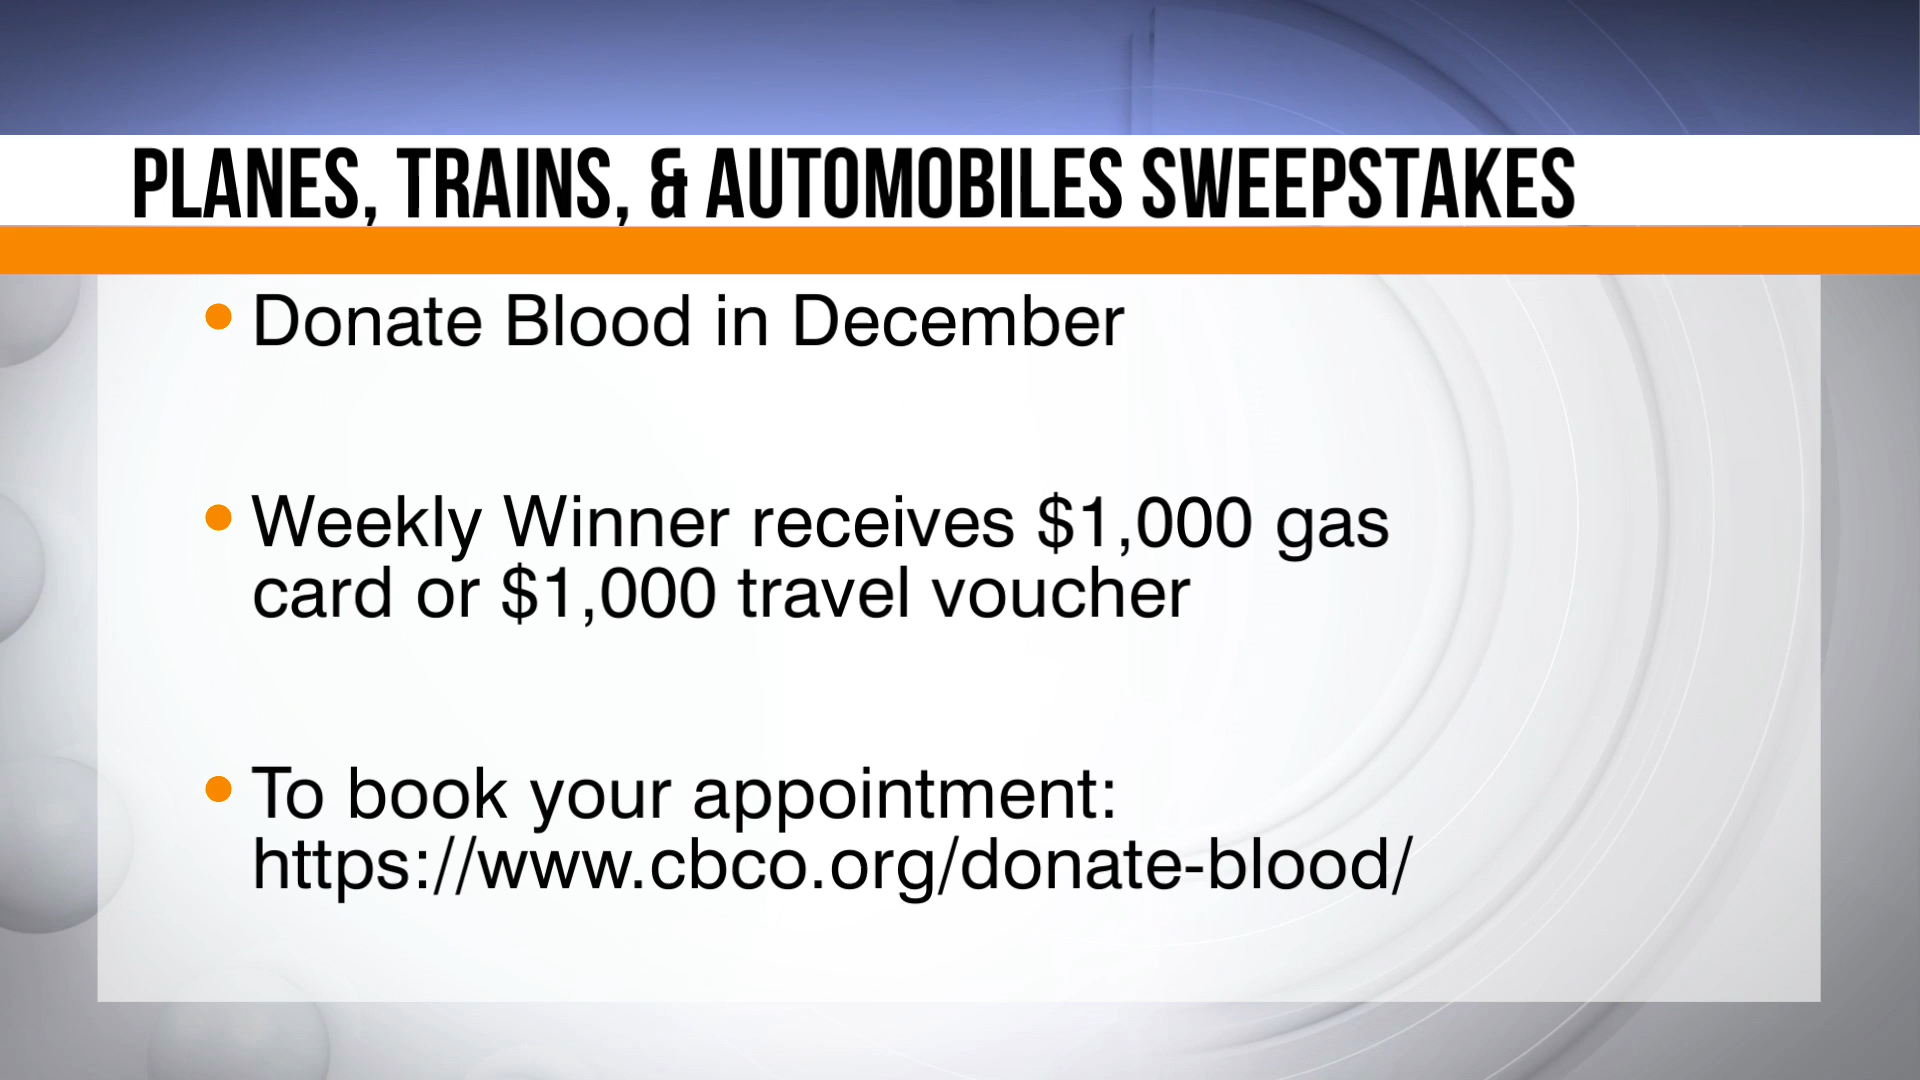 PLANES, TRAINS, & AUTOMOBILES SWEEPSTAKES
• Donate Blood in December
• Weekly Winner receives $1,000 gas
card or $1,000 travel voucher
• To book your appointment:
https://www.cbco.org/donate-blood/